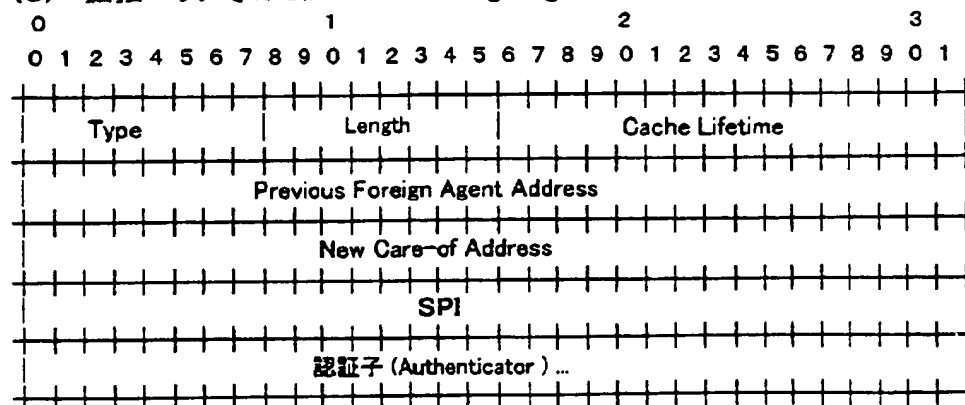 0 1 2 3
0 1 2 3 4 5 6 7 8 9 0 1 2 3 4 5 6 7 8 9 0 1 2 3 4 5 6 7 8 9 0 1
Type Length Cache Lifetime
Previous Foreign Agent Address
New Care-of Address
SPI
認証子 (Authenticator) ...